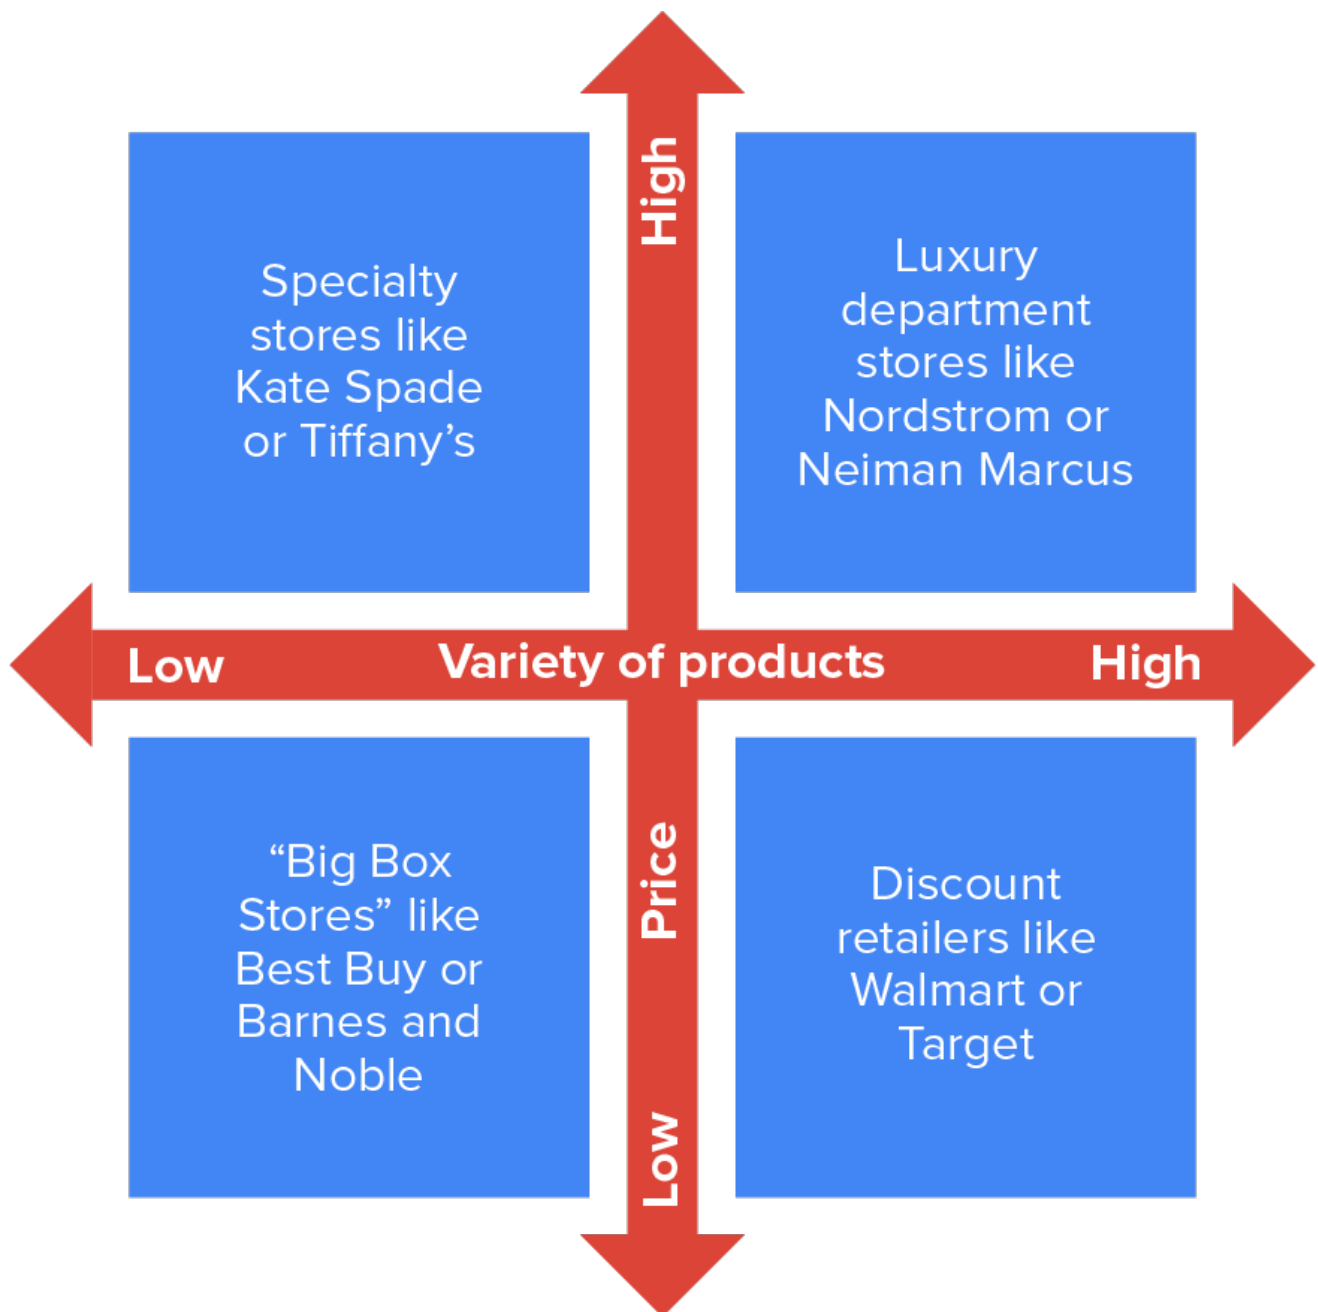 High
Specialty
stores like
Kate Spade
or Tiffany’s
Luxury
department
stores like
Nordstrom or
Neiman Marcus
Low
Variety of products
High
“Big Box
Stores” like
Best Buy or
Barnes and
Noble
Price
Discount
retailers like
Walmart or
Target
Low